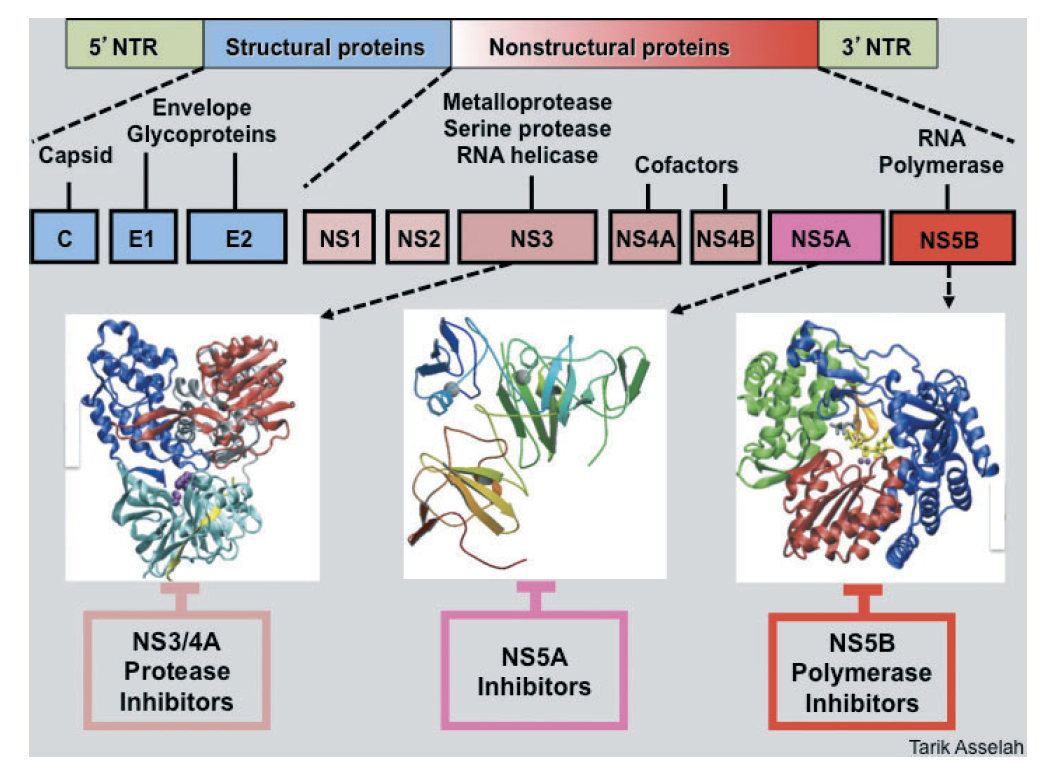 5’ NTR
Structural proteins
Nonstructural proteins
3’ NTR
Capsid
Envelope
Glycoproteins
Metalloprotease
Serine protease
RNA helicase
Cofactors
RNA
Polymerase
C
E1
E2
NS1
NS2
NS3
NS4A
NS4B
NS5A
NS5B
NS3/4A
Protease
Inhibitors
NS5A
Inhibitors
NS5B
Polymerase
Inhibitors
Tarik Asselah